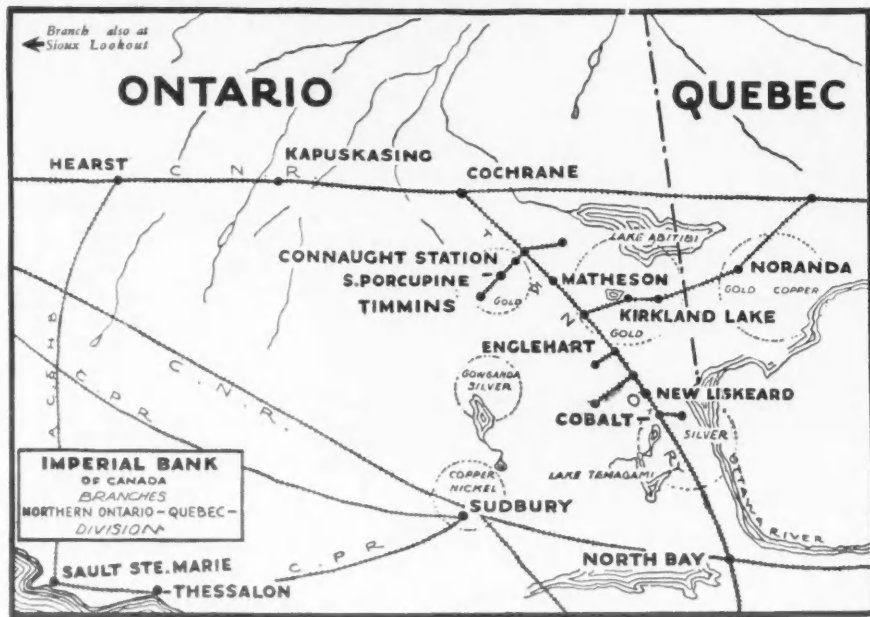 Branch also at
Sioux Lookout
ONTARIO
QUEBEC
HEARST
C. N. R.
KAPUSKASING
COCHRANE
LAKE ABITIBI
CONNAUGHT STATION
S. PORCUPINE
TIMMINS
GOLD
T. & N. O. RY.
MATHESON
NORANDA
GOLD COPPER
KIRKLAND LAKE
GOLD
ENGLEHART
GOWGANDA
SILVER
NEW LISKEARD
COBALT
SILVER
A. C. & H. B.
C. N. R.
C. P. R.
LAKE TEMAGAMI
OTTAWA RIVER
IMPERIAL BANK
OF CANADA
BRANCHES
NORTHERN ONTARIO-QUEBEC-
DIVISION
COPPER
NICKEL
SUDBURY
NORTH BAY
C. P. R.
SAULT STE. MARIE
THESSALON